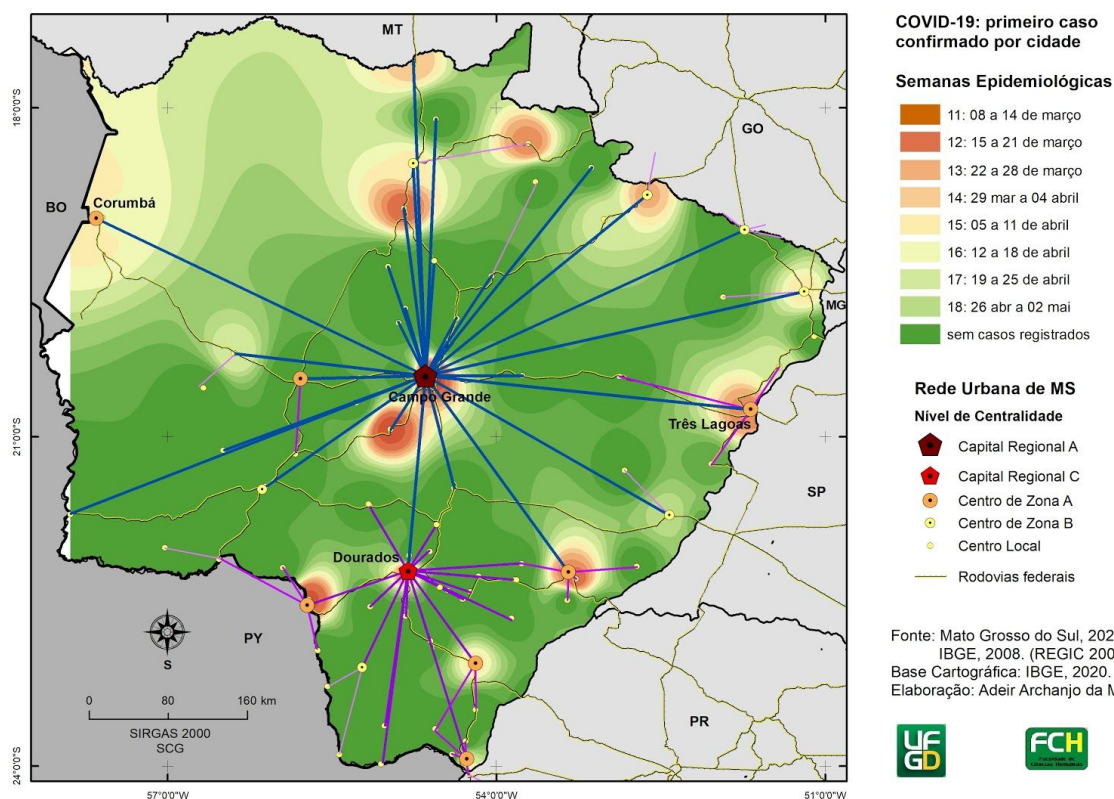 MT
18°0'0"S
GO
BO
Corumbá
MG
Campo Grande
Três Lagoas
21°0'0"S
SP
Dourados
PY
S
0 80 160 km
SIRGAS 2000
SCG
PR
24°0'0"S
57°0'0"W 54°0'0"W 51°0'0"W
COVID-19: primeiro caso
confirmado por cidade
Semanas Epidemiológicas
11: 08 a 14 de março
12: 15 a 21 de março
13: 22 a 28 de março
14: 29 mar a 04 abril
15: 05 a 11 de abril
16: 12 a 18 de abril
17: 19 a 25 de abril
18: 26 abr a 02 mai
sem casos registrados
Rede Urbana de MS
Nível de Centralidade
Capital Regional A
Capital Regional C
Centro de Zona A
Centro de Zona B
Centro Local
Rodovias federais
Fonte: Mato Grosso do Sul, 202
IBGE, 2008. (REGIC 200
Base Cartográfica: IBGE, 2020.
Elaboração: Adeir Archanjo da M
UFGD
FCH
Faculdade de
Ciências Humanas